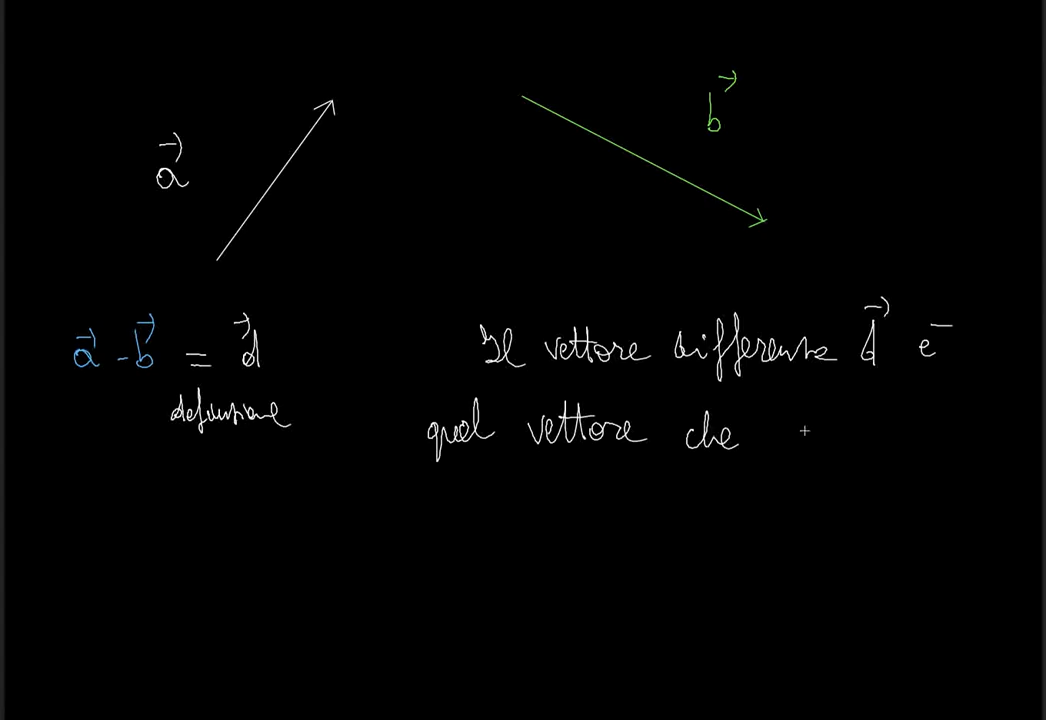 a⃗
b⃗
a⃗ - b⃗ = d⃗
definizione
Il vettore differenza d⃗ è
quel vettore che